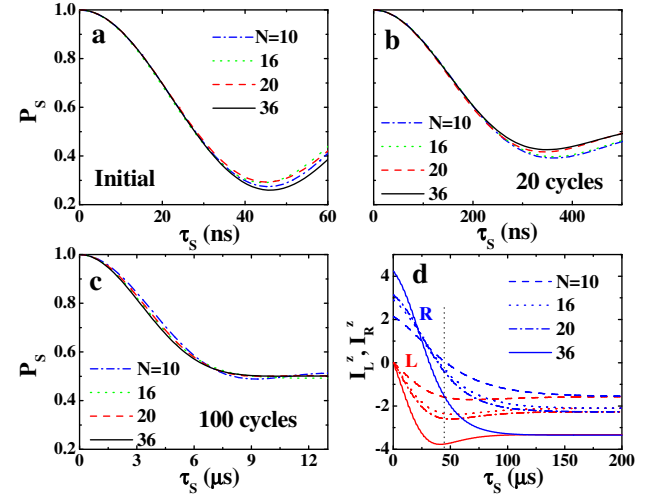 a
N=10
16
20
36
Initial
P_S
1.0
0.8
0.6
0.4
0.2
0
20
40
60
τ_S (ns)
b
N=10
16
20
36
20 cycles
1.0
0.8
0.6
0.4
0.2
0
200
400
τ_S (ns)
c
N=10
16
20
36
100 cycles
P_S
1.0
0.8
0.6
0.4
0.2
0
3
6
9
12
τ_S (μs)
d
N=10
16
20
36
R
L
I_L^z, I_R^z
4
2
0
-2
-4
0
50
100
150
200
τ_S (μs)